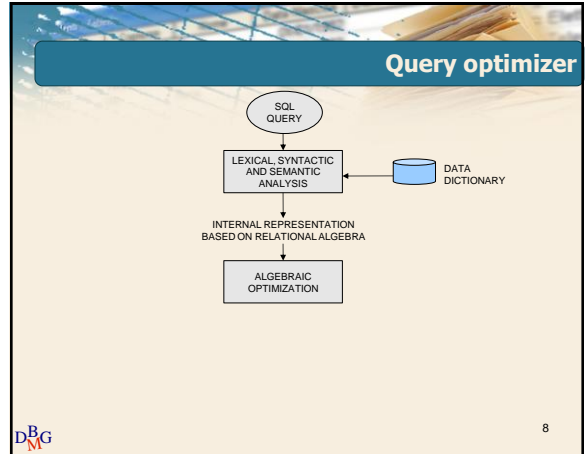 Query optimizer
SQL
QUERY
LEXICAL, SYNTACTIC
AND SEMANTIC
ANALYSIS
DATA
DICTIONARY
INTERNAL REPRESENTATION
BASED ON RELATIONAL ALGEBRA
ALGEBRAIC
OPTIMIZATION
DBMG
8